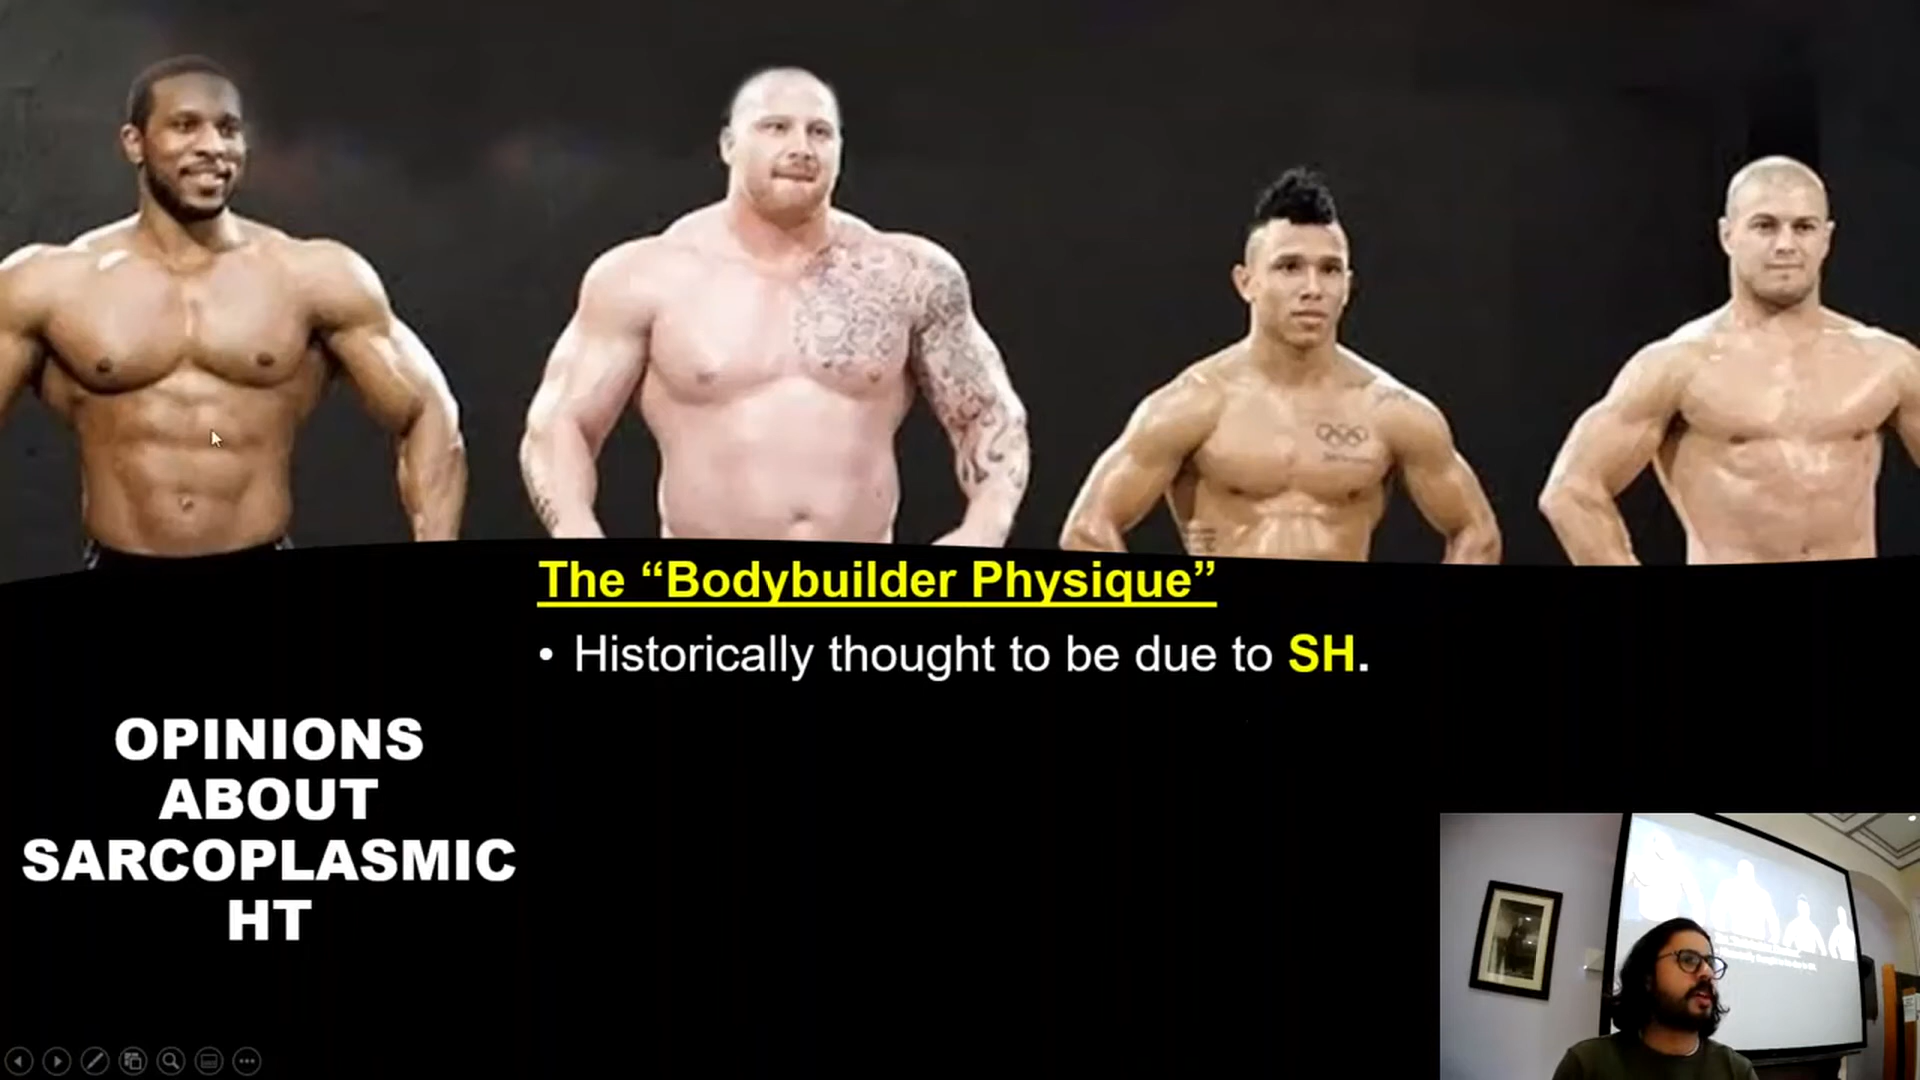 The “Bodybuilder Physique”
• Historically thought to be due to SH.
OPINIONS
ABOUT
SARCOPLASMIC
HT